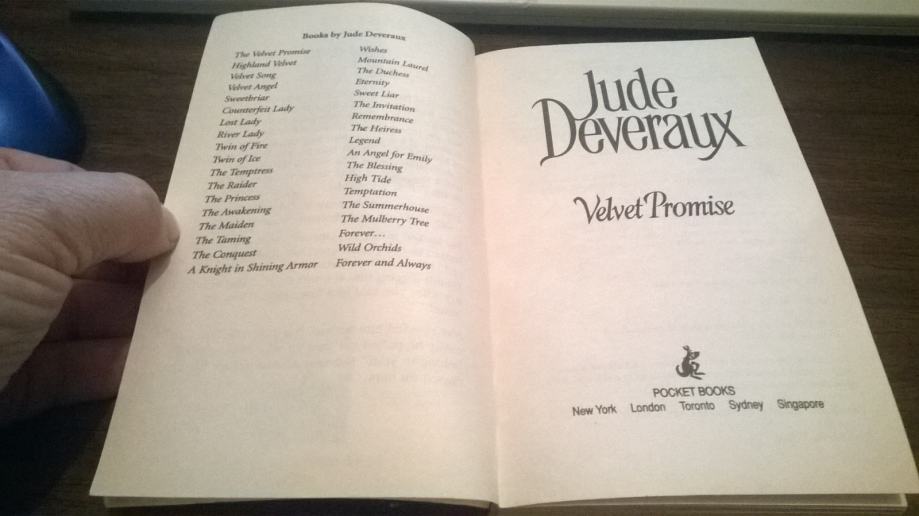 Books by Jude Deveraux
The Velvet Promise
Highland Velvet
Velvet Song
Velvet Angel
Sweetbriar
Counterfeit Lady
Lost Lady
River Lady
Twin of Fire
Twin of Ice
The Temptress
The Raider
The Princess
The Awakening
The Maiden
The Taming
The Conquest
A Knight in Shining Armor
Wishes
Mountain Laurel
The Duchess
Eternity
Sweet Liar
The Invitation
Remembrance
The Heiress
Legend
An Angel for Emily
The Blessing
High Tide
Temptation
The Summerhouse
The Mulberry Tree
Forever...
Wild Orchids
Forever and Always
Jude
Deveraux
Velvet Promise
POCKET BOOKS
New York London Toronto Sydney Singapore